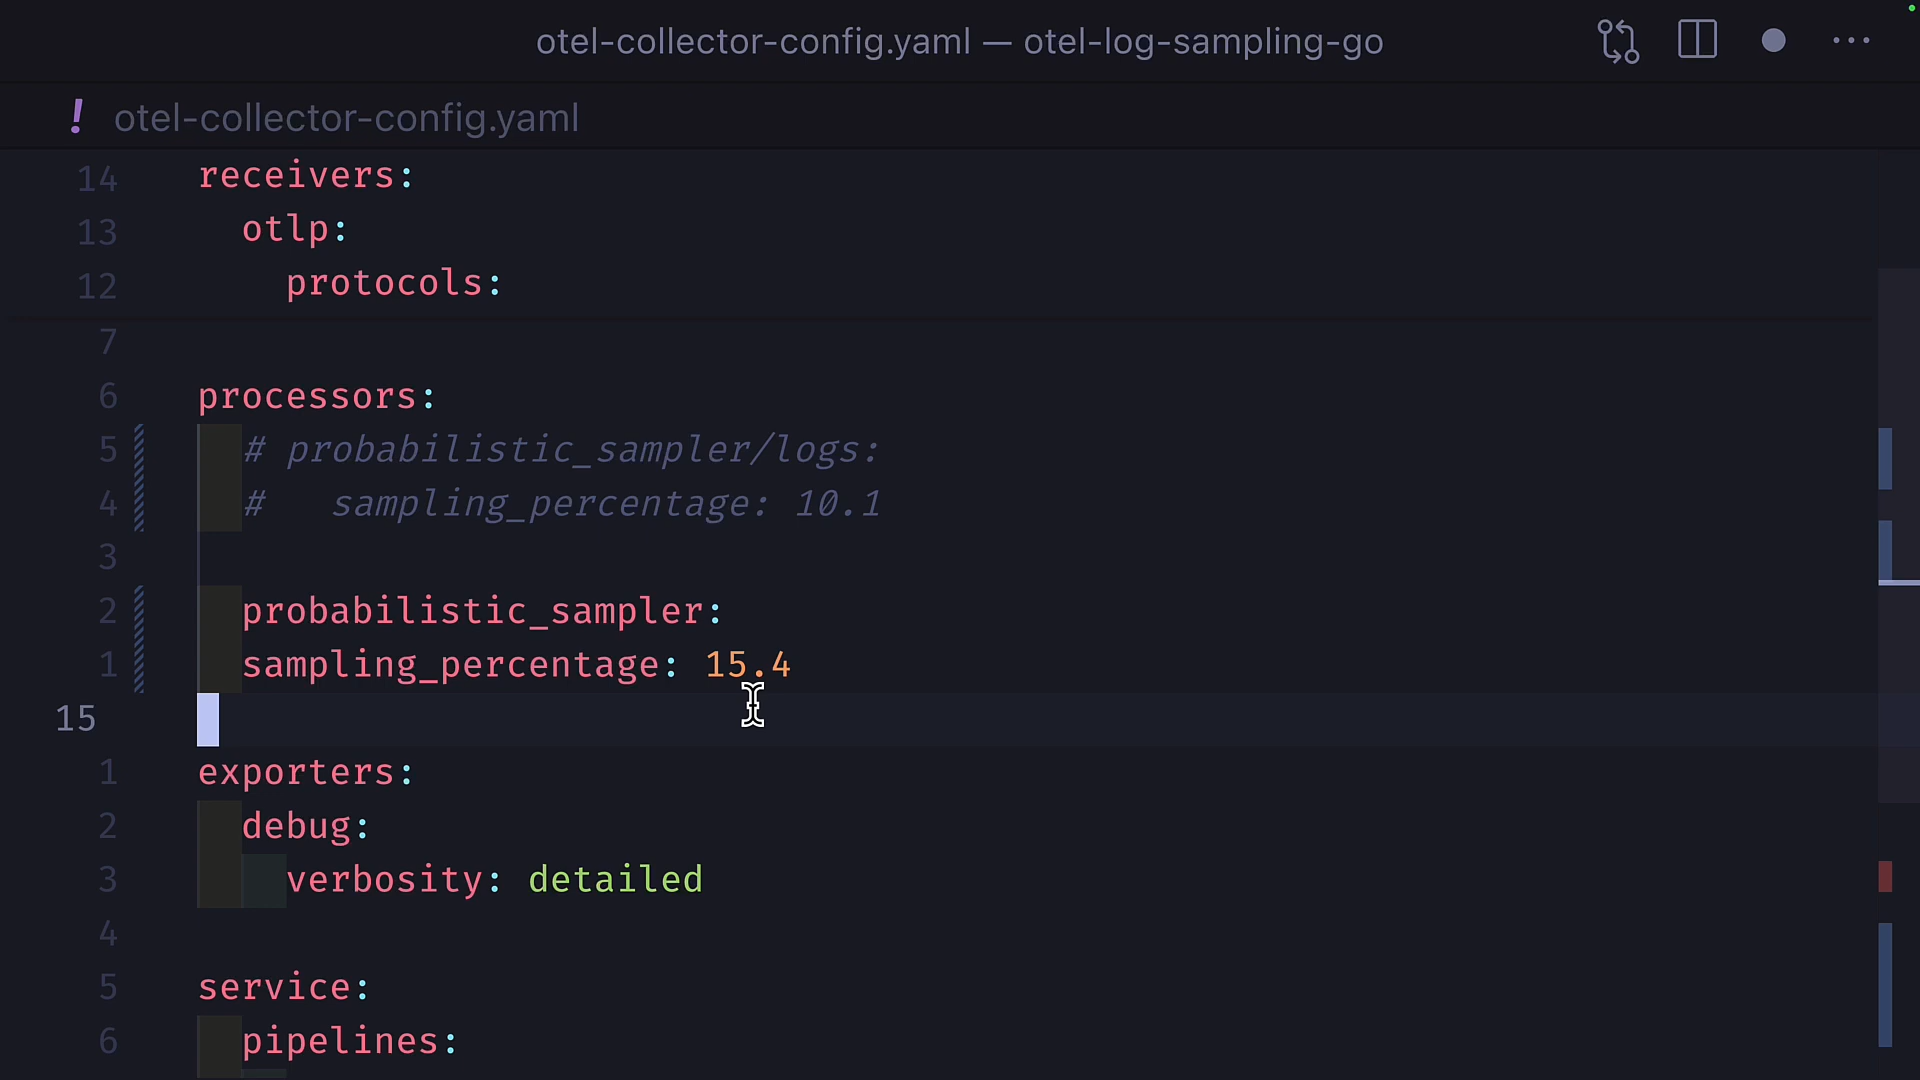 otel-collector-config.yaml — otel-log-sampling-go
! otel-collector-config.yaml
14 receivers:
13 otlp:
12 protocols:
7
6 processors:
5 # probabilistic_sampler/logs:
4 #   sampling_percentage: 10.1
3
2 probabilistic_sampler:
1 sampling_percentage: 15.4
15
1 exporters:
2 debug:
3 verbosity: detailed
4
5 service:
6 pipelines: